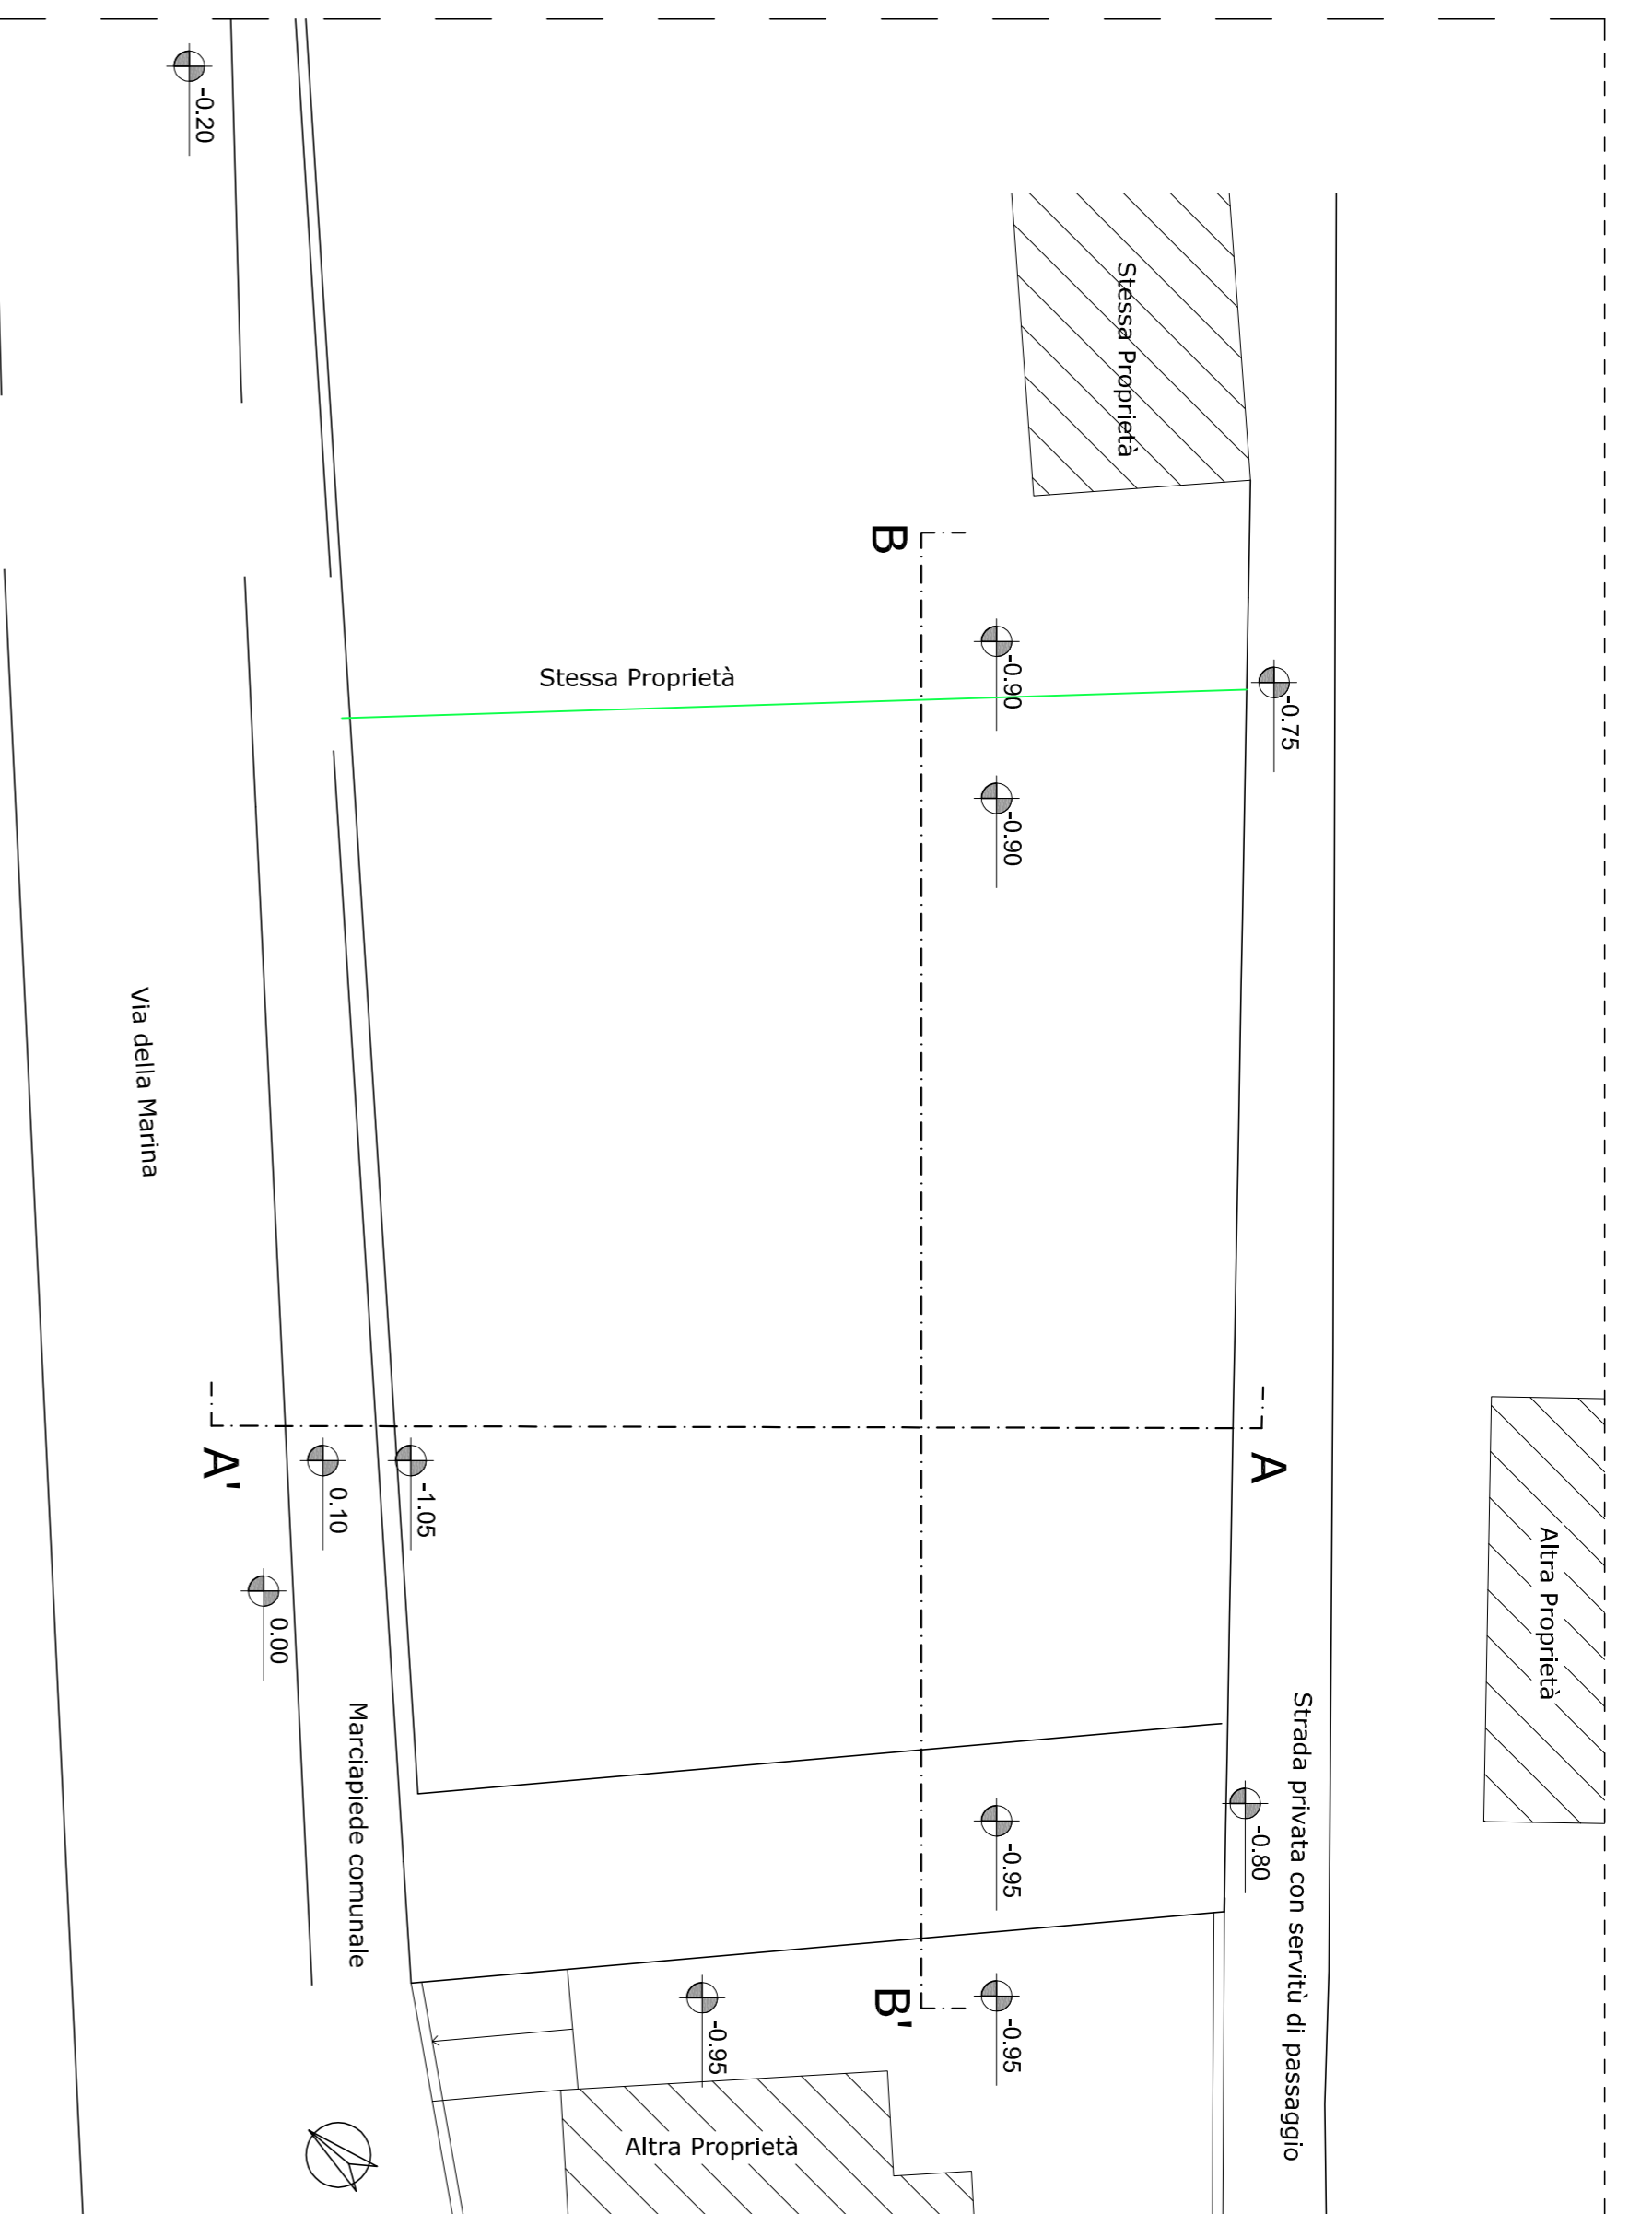 -0.20
Stessa Proprietà
B
-0.90
Stessa Proprietà
-0.75
-0.90
Via della Marina
A'
A
0.10
-1.05
0.00
Altra Proprietà
Marciapiede comunale
Strada privata con servitù di passaggio
-0.95
-0.80
-0.95
B'
-0.95
Altra Proprietà